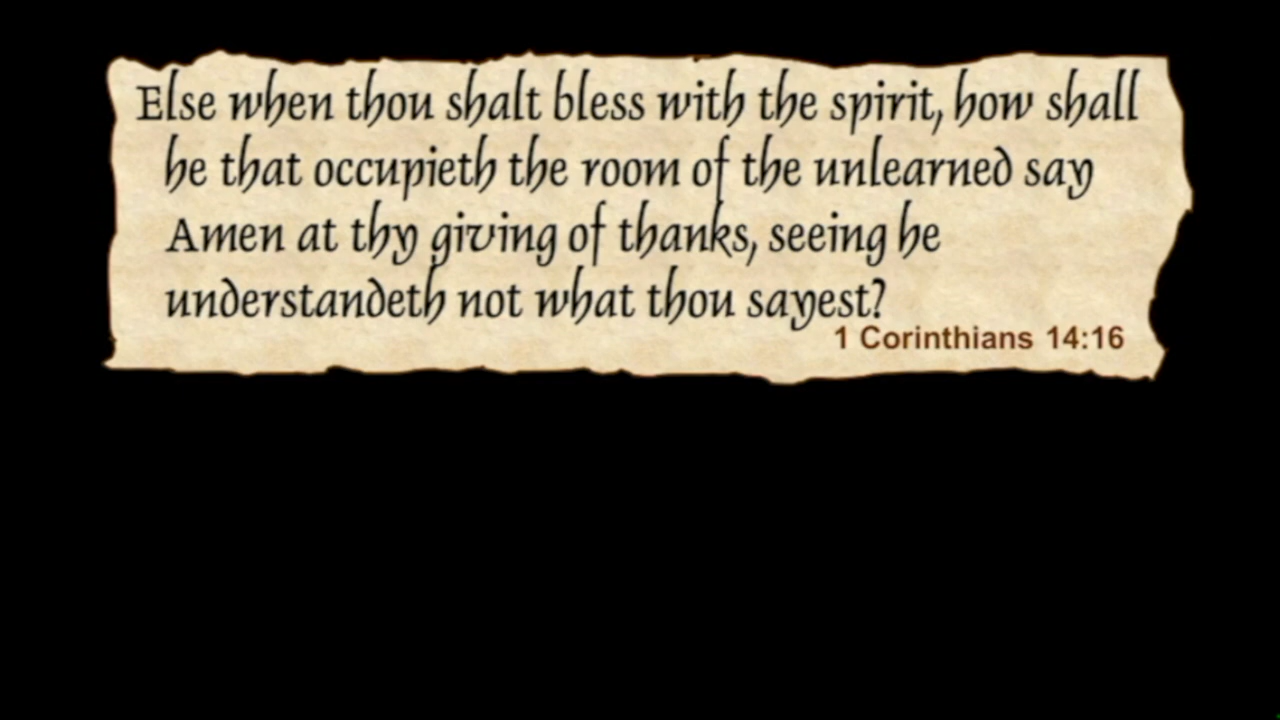 Else when thou shalt bless with the spirit, how shall
he that occupieth the room of the unlearned say
Amen at thy giving of thanks, seeing he
understandeth not what thou sayest?
1 Corinthians 14:16